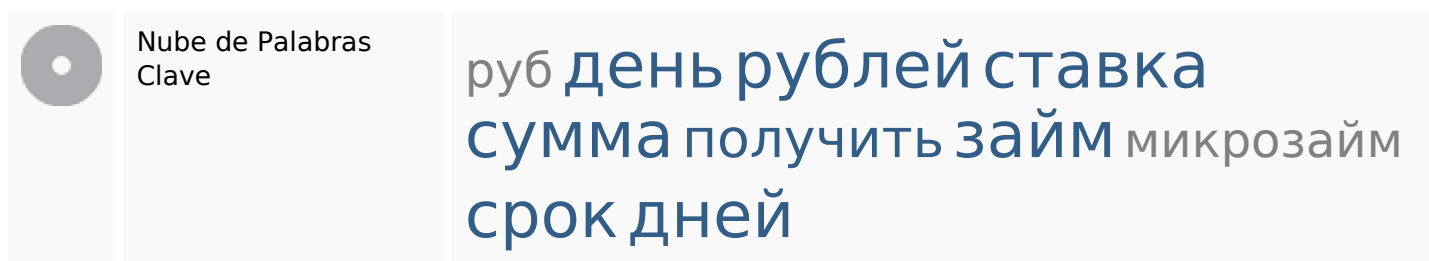 Nube de Palabras
Clave
руб день рублей ставка
сумма получить займ микрозайм
срок дней